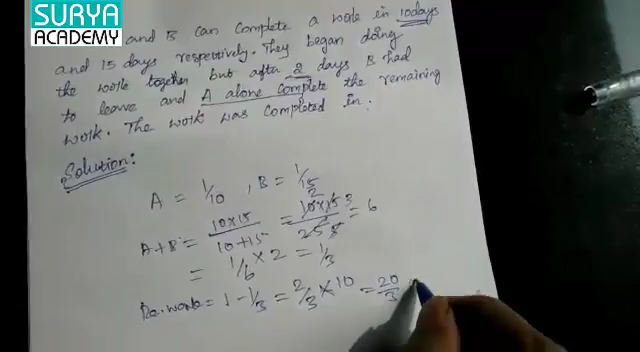 SURYA
ACADEMY
and B can complete a work in 10days
and 15 days respectively. They began doing
the work together but after 2 days B had
to leave and A alone complete the remaining
work. The work was completed in.
Solution:
A = 1/10 , B = 1/15
A+B = 10×15/10+15 = 10×15/25 = 6
= 1/6 × 2 = 1/3
Re. work = 1 - 1/3 = 2/3 × 10 = 20/3